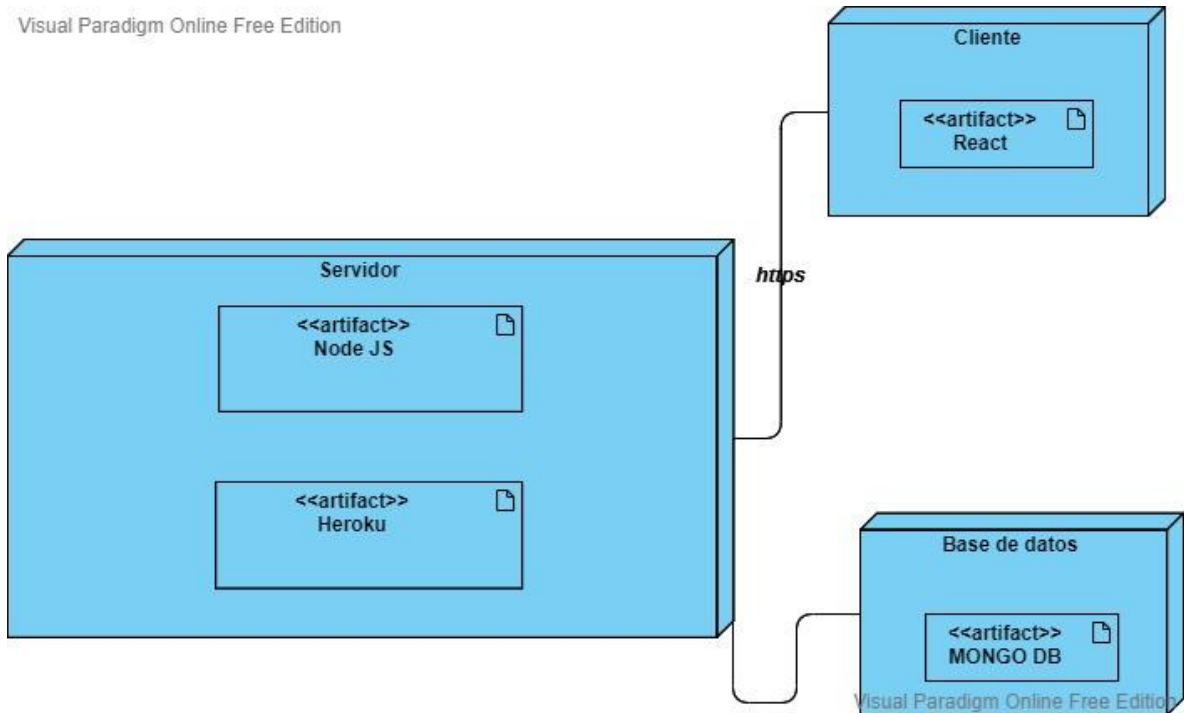 Visual Paradigm Online Free Edition
Cliente
<<artifact>>
React
https
Servidor
<<artifact>>
Node JS
<<artifact>>
Heroku
Base de datos
<<artifact>>
MONGO DB
Visual Paradigm Online Free Edition